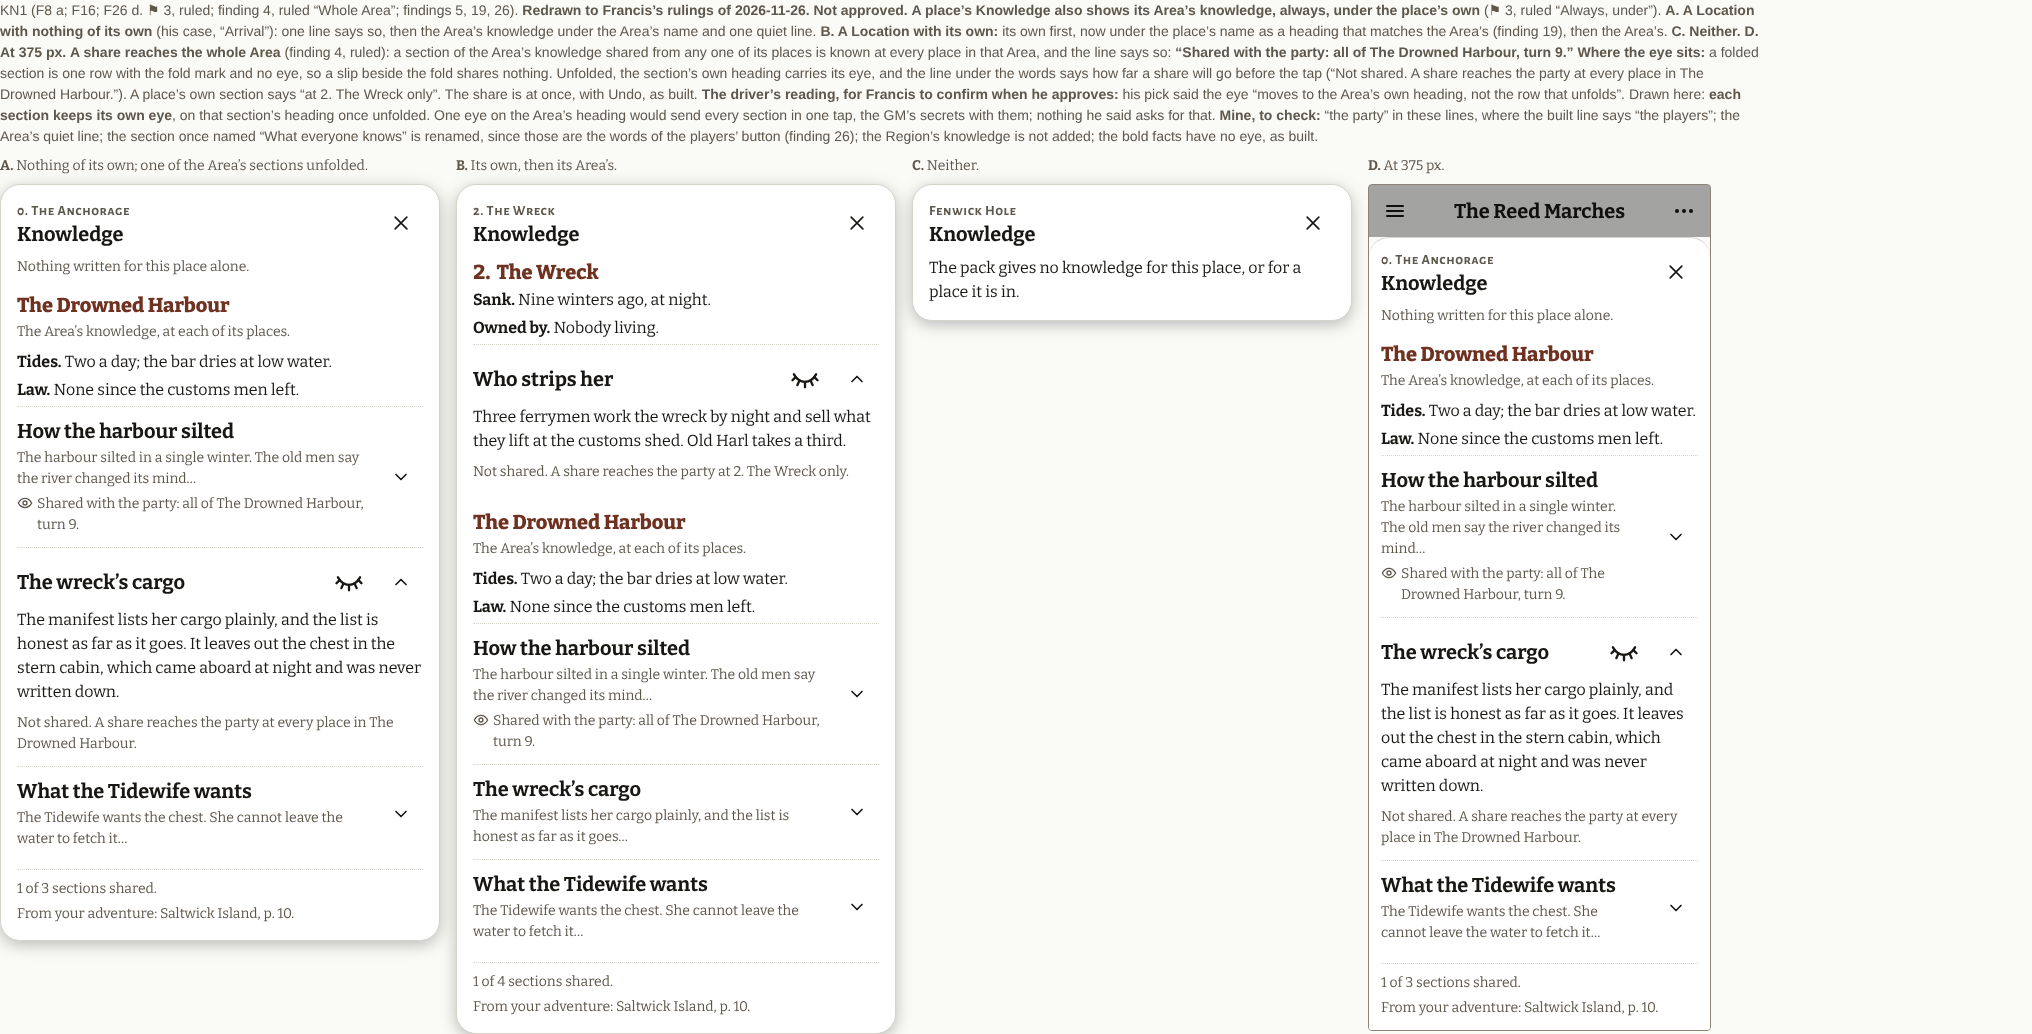 KN1 (F8 a; F16; F26 d. ⚑ 3, ruled; finding 4, ruled “Whole Area”; findings 5, 19, 26). Redrawn to Francis’s rulings of 2026-11-26. Not approved. A place’s Knowledge also shows its Area’s knowledge, always, under the place’s own (⚑ 3, ruled “Always, under”). A. A Location
with nothing of its own (his case, “Arrival”): one line says so, then the Area’s knowledge under the Area’s name and one quiet line. B. A Location with its own: its own first, now under the place’s name as a heading that matches the Area’s (finding 19), then the Area’s. C. Neither. D.
At 375 px. A share reaches the whole Area (finding 4, ruled): a section of the Area’s knowledge shared from any one of its places is known at every place in that Area, and the line says so: “Shared with the party: all of The Drowned Harbour, turn 9.” Where the eye sits: a folded
section is one row with the fold mark and no eye, so a slip beside the fold shares nothing. Unfolded, the section’s own heading carries its eye, and the line under the words says how far a share will go before the tap (“Not shared. A share reaches the party at every place in The
Drowned Harbour.”). A place’s own section says “at 2. The Wreck only”. The share is at once, with Undo, as built. The driver’s reading, for Francis to confirm when he approves: his pick said the eye “moves to the Area’s own heading, not the row that unfolds”. Drawn here: each
section keeps its own eye, on that section’s heading once unfolded. One eye on the Area’s heading would send every section in one tap, the GM’s secrets with them; nothing he said asks for that. Mine, to check: “the party” in these lines, where the built line says “the players”; the
Area’s quiet line; the section once named “What everyone knows” is renamed, since those are the words of the players’ button (finding 26); the Region’s knowledge is not added; the bold facts have no eye, as built.
A. Nothing of its own; one of the Area’s sections unfolded.
0. The Anchorage
Knowledge
Nothing written for this place alone.
The Drowned Harbour
The Area’s knowledge, at each of its places.
Tides. Two a day; the bar dries at low water.
Law. None since the customs men left.
How the harbour silted
The harbour silted in a single winter. The old men say
the river changed its mind…
Shared with the party: all of The Drowned Harbour,
turn 9.
The wreck’s cargo
The manifest lists her cargo plainly, and the list is
honest as far as it goes. It leaves out the chest in the
stern cabin, which came aboard at night and was never
written down.
Not shared. A share reaches the party at every place in The
Drowned Harbour.
What the Tidewife wants
The Tidewife wants the chest. She cannot leave the
water to fetch it…
1 of 3 sections shared.
From your adventure: Saltwick Island, p. 10.
B. Its own, then its Area’s.
2. The Wreck
Knowledge
2. The Wreck
Sank. Nine winters ago, at night.
Owned by. Nobody living.
Who strips her
Three ferrymen work the wreck by night and sell what
they lift at the customs shed. Old Harl takes a third.
Not shared. A share reaches the party at 2. The Wreck only.
The Drowned Harbour
The Area’s knowledge, at each of its places.
Tides. Two a day; the bar dries at low water.
Law. None since the customs men left.
How the harbour silted
The harbour silted in a single winter. The old men say
the river changed its mind…
Shared with the party: all of The Drowned Harbour,
turn 9.
The wreck’s cargo
The manifest lists her cargo plainly, and the list is
honest as far as it goes…
What the Tidewife wants
The Tidewife wants the chest. She cannot leave the
water to fetch it…
1 of 4 sections shared.
From your adventure: Saltwick Island, p. 10.
C. Neither.
Fenwick Hole
Knowledge
The pack gives no knowledge for this place, or for a
place it is in.
D. At 375 px.
The Reed Marches
0. The Anchorage
Knowledge
Nothing written for this place alone.
The Drowned Harbour
The Area’s knowledge, at each of its places.
Tides. Two a day; the bar dries at low water.
Law. None since the customs men left.
How the harbour silted
The harbour silted in a single winter.
The old men say the river changed its
mind…
Shared with the party: all of The
Drowned Harbour, turn 9.
The wreck’s cargo
The manifest lists her cargo plainly, and
the list is honest as far as it goes. It leaves
out the chest in the stern cabin, which
came aboard at night and was never
written down.
Not shared. A share reaches the party at every
place in The Drowned Harbour.
What the Tidewife wants
The Tidewife wants the chest. She
cannot leave the water to fetch it…
1 of 3 sections shared.
From your adventure: Saltwick Island, p. 10.